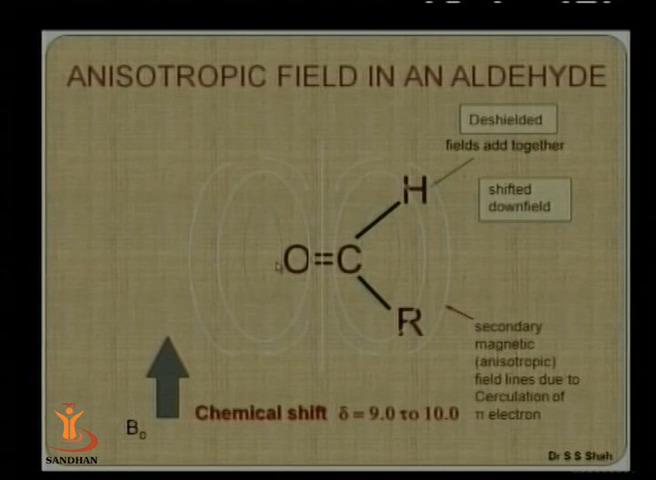 ANISOTROPIC FIELD IN AN ALDEHYDE
Deshielded
fields add together
H
shifted
downfield
O=C
R
secondary
magnetic
(anisotropic)
field lines due to
Cerculation of
π electron
B₀
Chemical shift δ = 9.0 to 10.0
SANDHAN
Dr S S Shah